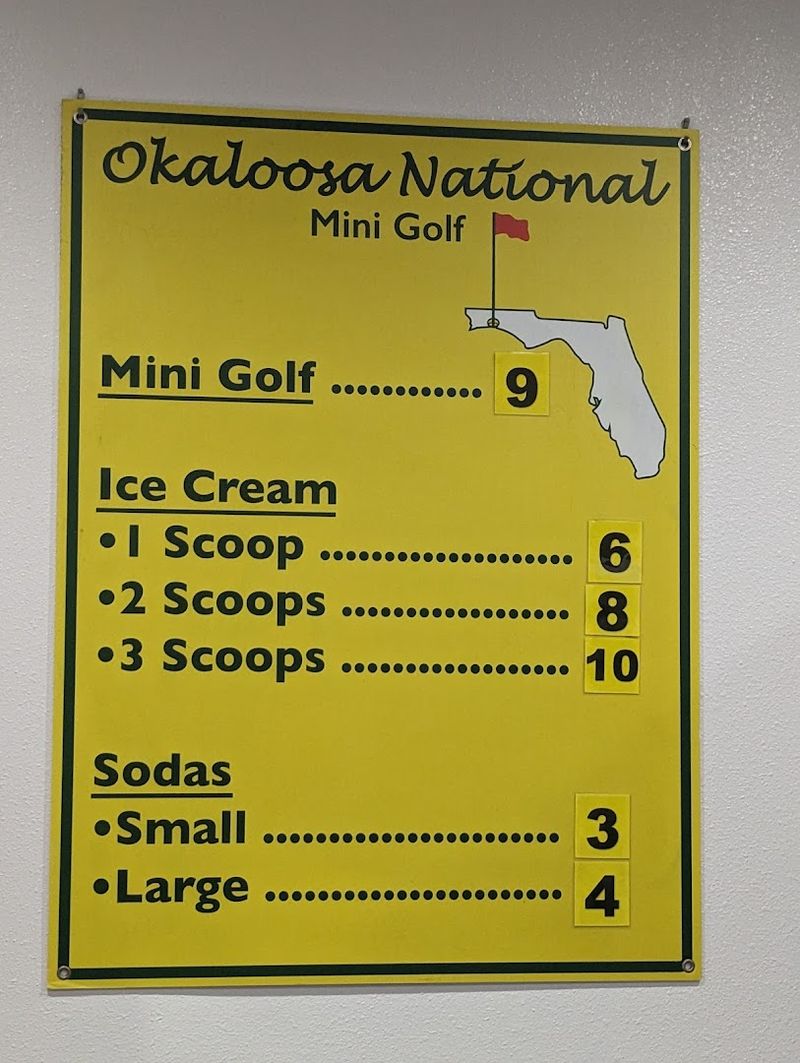 Okaloosa National
Mini Golf
Mini Golf ............. 9
Ice Cream
•1 Scoop .................... 6
•2 Scoops .................. 8
•3 Scoops .................. 10
Sodas
•Small ....................... 3
•Large ....................... 4